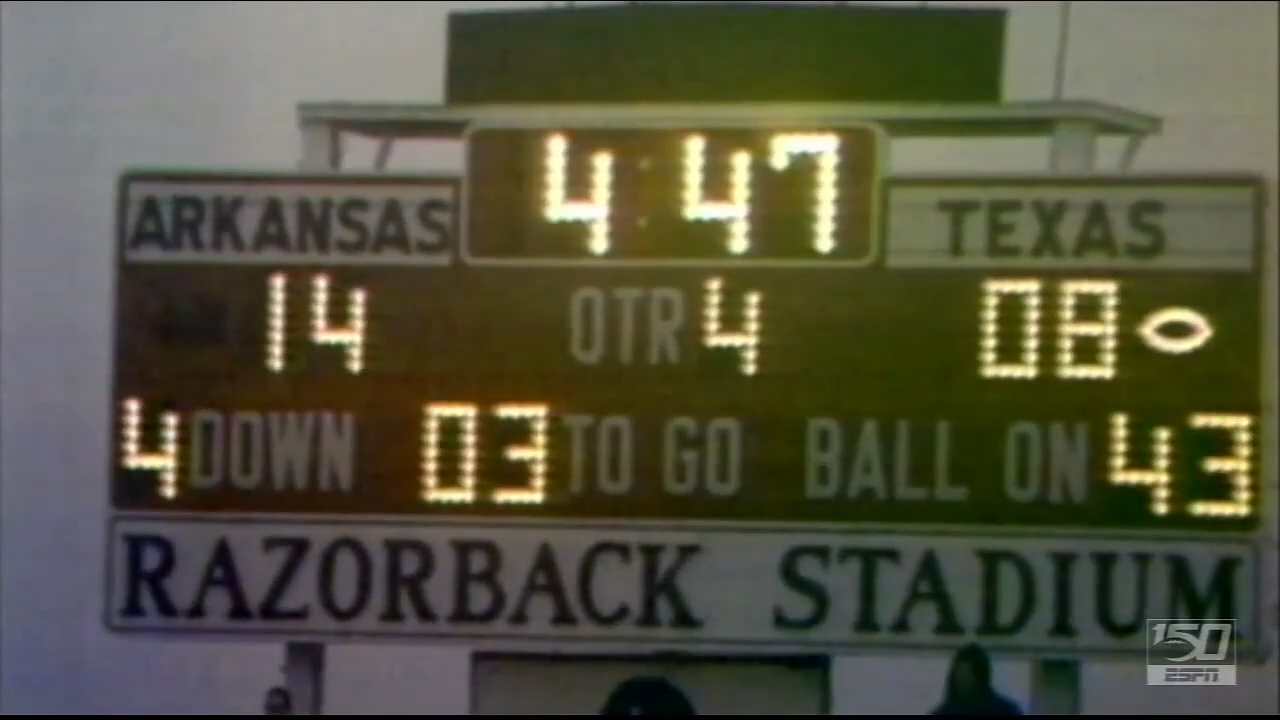 4:47
ARKANSAS TEXAS
14 QTR 4 08
4 DOWN 03 TO GO BALL ON 43
RAZORBACK STADIUM
150
ESPN